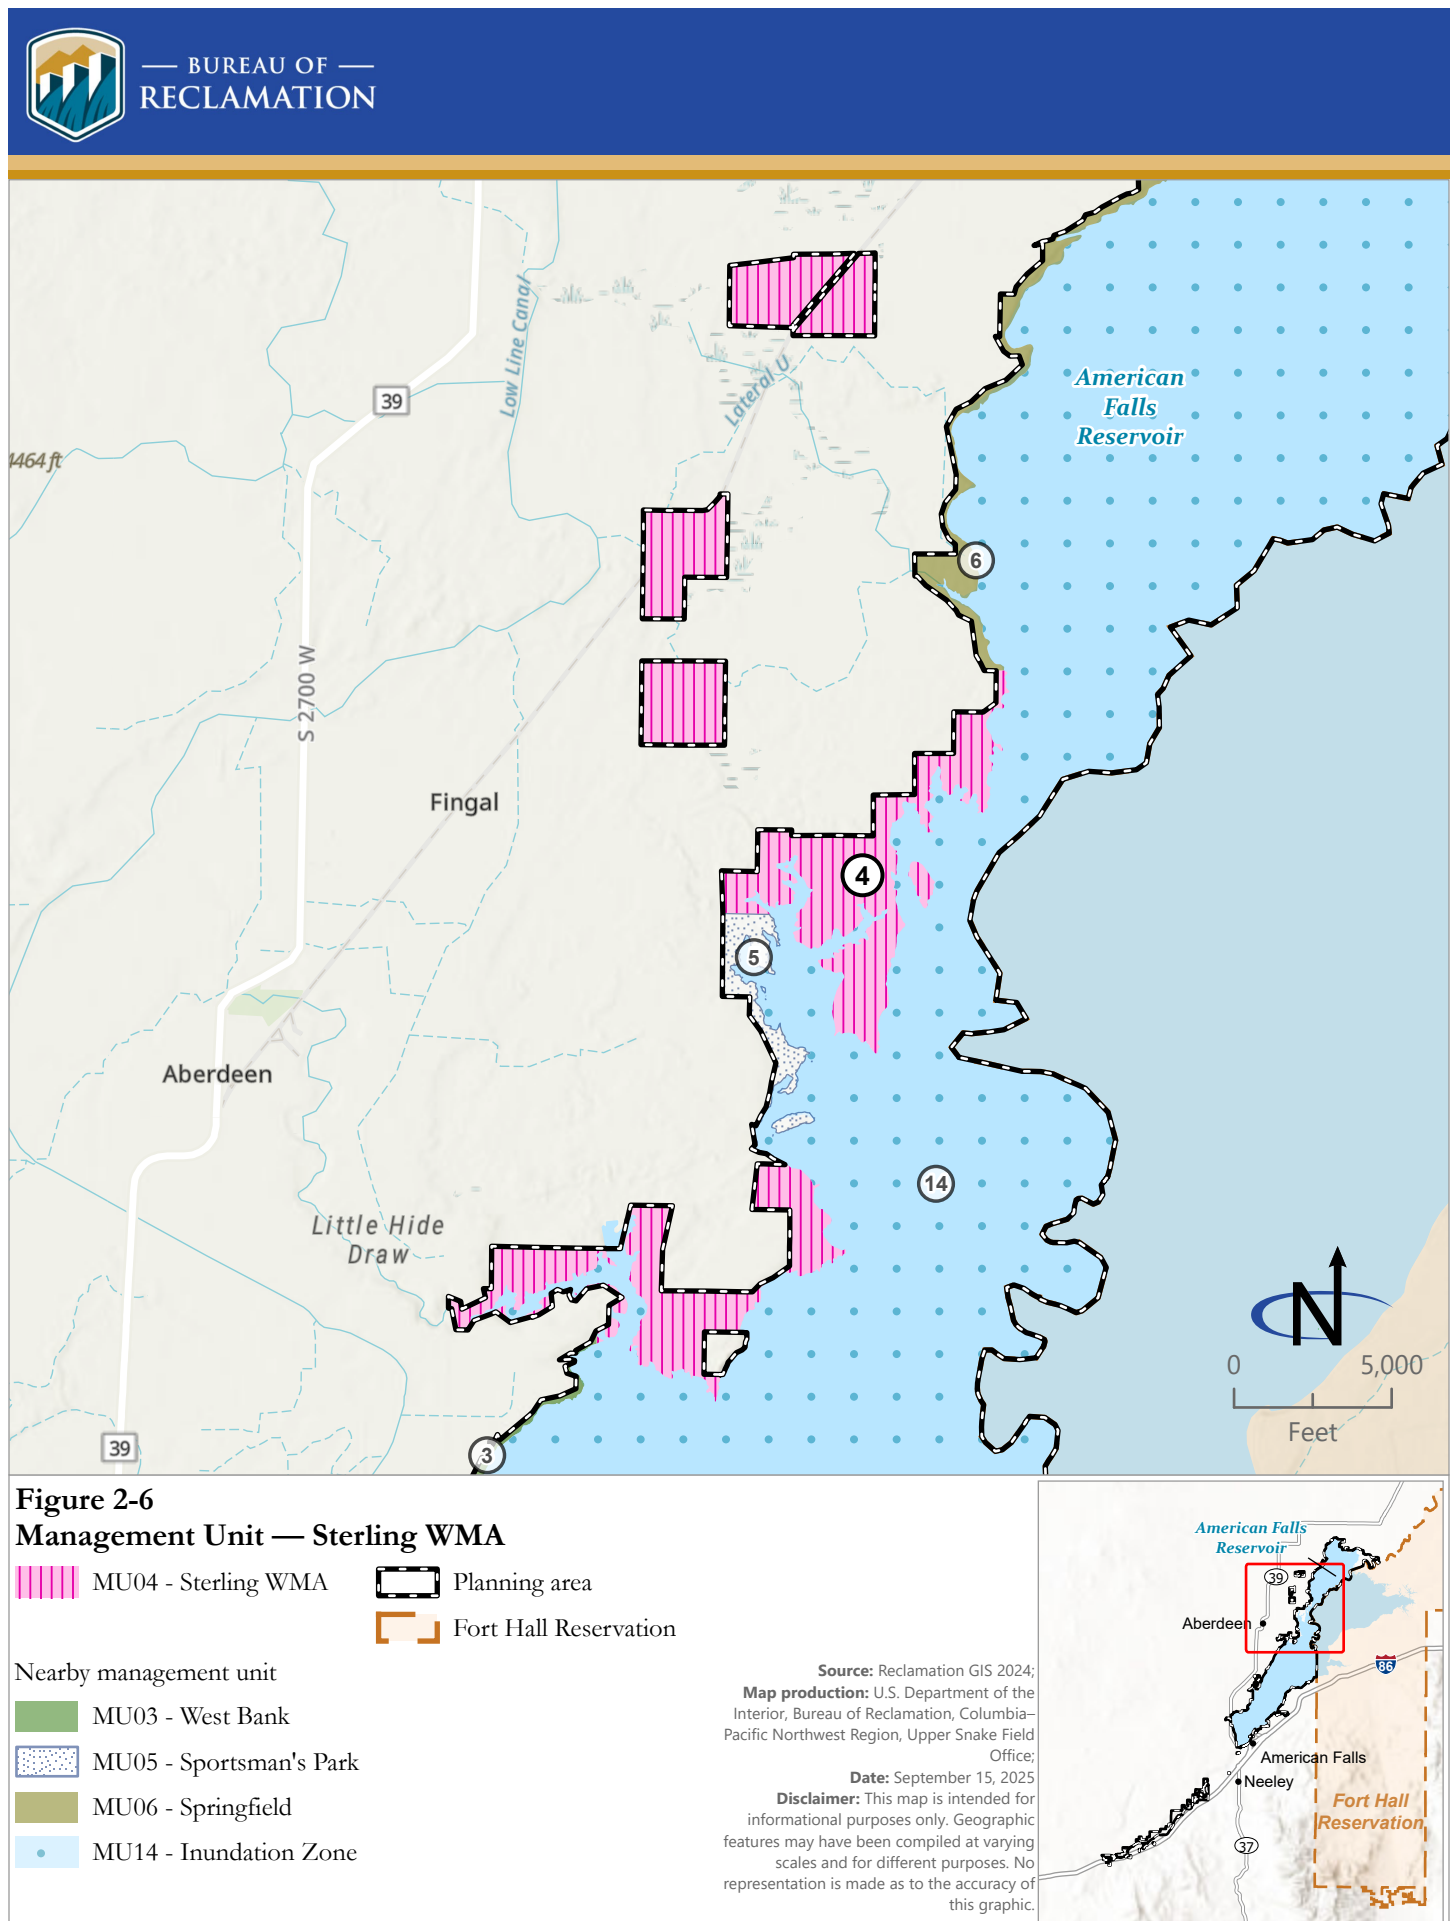 BUREAU OF
RECLAMATION
Low Line Canal
Lateral U
39
American
Falls
Reservoir
4464 ft
6
S 2700 W
Fingal
4
5
Aberdeen
14
Little Hide
Draw
N
0 5,000
Feet
39
3
Figure 2-6
Management Unit — Sterling WMA
MU04 - Sterling WMA
Planning area
Fort Hall Reservation
Nearby management unit
MU03 - West Bank
MU05 - Sportsman's Park
MU06 - Springfield
MU14 - Inundation Zone
Source: Reclamation GIS 2024;
Map production: U.S. Department of the
Interior, Bureau of Reclamation, Columbia–
Pacific Northwest Region, Upper Snake Field
Office;
Date: September 15, 2025
Disclaimer: This map is intended for
informational purposes only. Geographic
features may have been compiled at varying
scales and for different purposes. No
representation is made as to the accuracy of
this graphic.
American Falls
Reservoir
39
Aberdeen
86
American Falls
Neeley
Fort Hall
Reservation
37